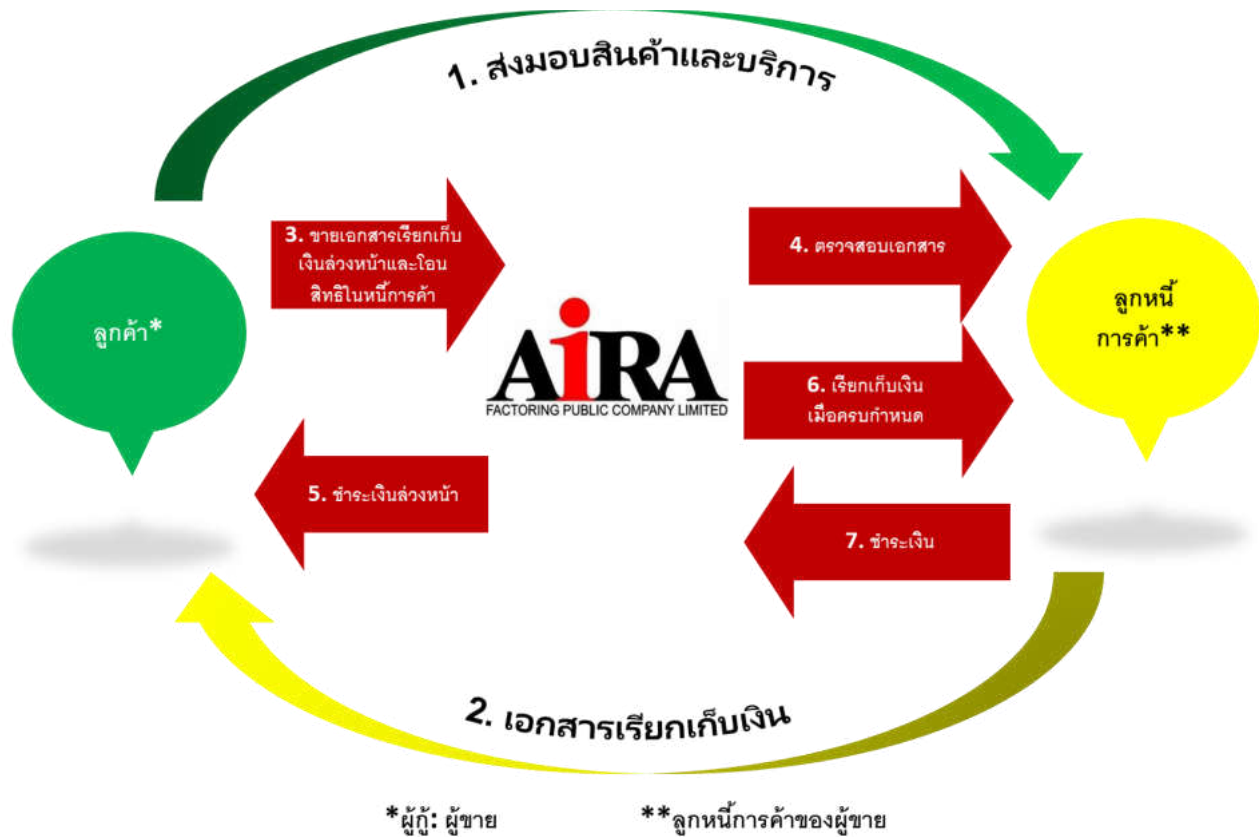 1. ส่งมอบสินค้าและบริการ
3. ขายเอกสารเรียกเก็บ
เงินล่วงหน้าและโอน
สิทธิในหนี้การค้า
4. ตรวจสอบเอกสาร
ลูกค้า*
ลูกหนี้
การค้า**
AiRA
FACTORING PUBLIC COMPANY LIMITED
6. เรียกเก็บเงิน
เมื่อครบกำหนด
5. ชำระเงินล่วงหน้า
7. ชำระเงิน
2. เอกสารเรียกเก็บเงิน
*ผู้กู้: ผู้ขาย
**ลูกหนี้การค้าของผู้ขาย